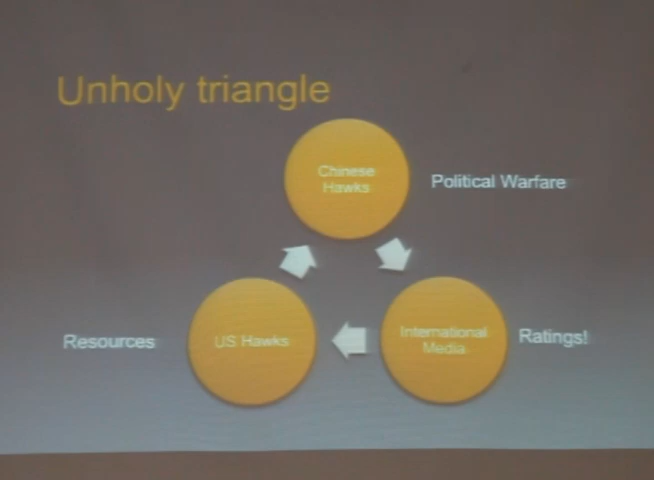 Unholy triangle
Chinese
Hawks
Political Warfare
Resources
US Hawks
International
Media
Ratings!